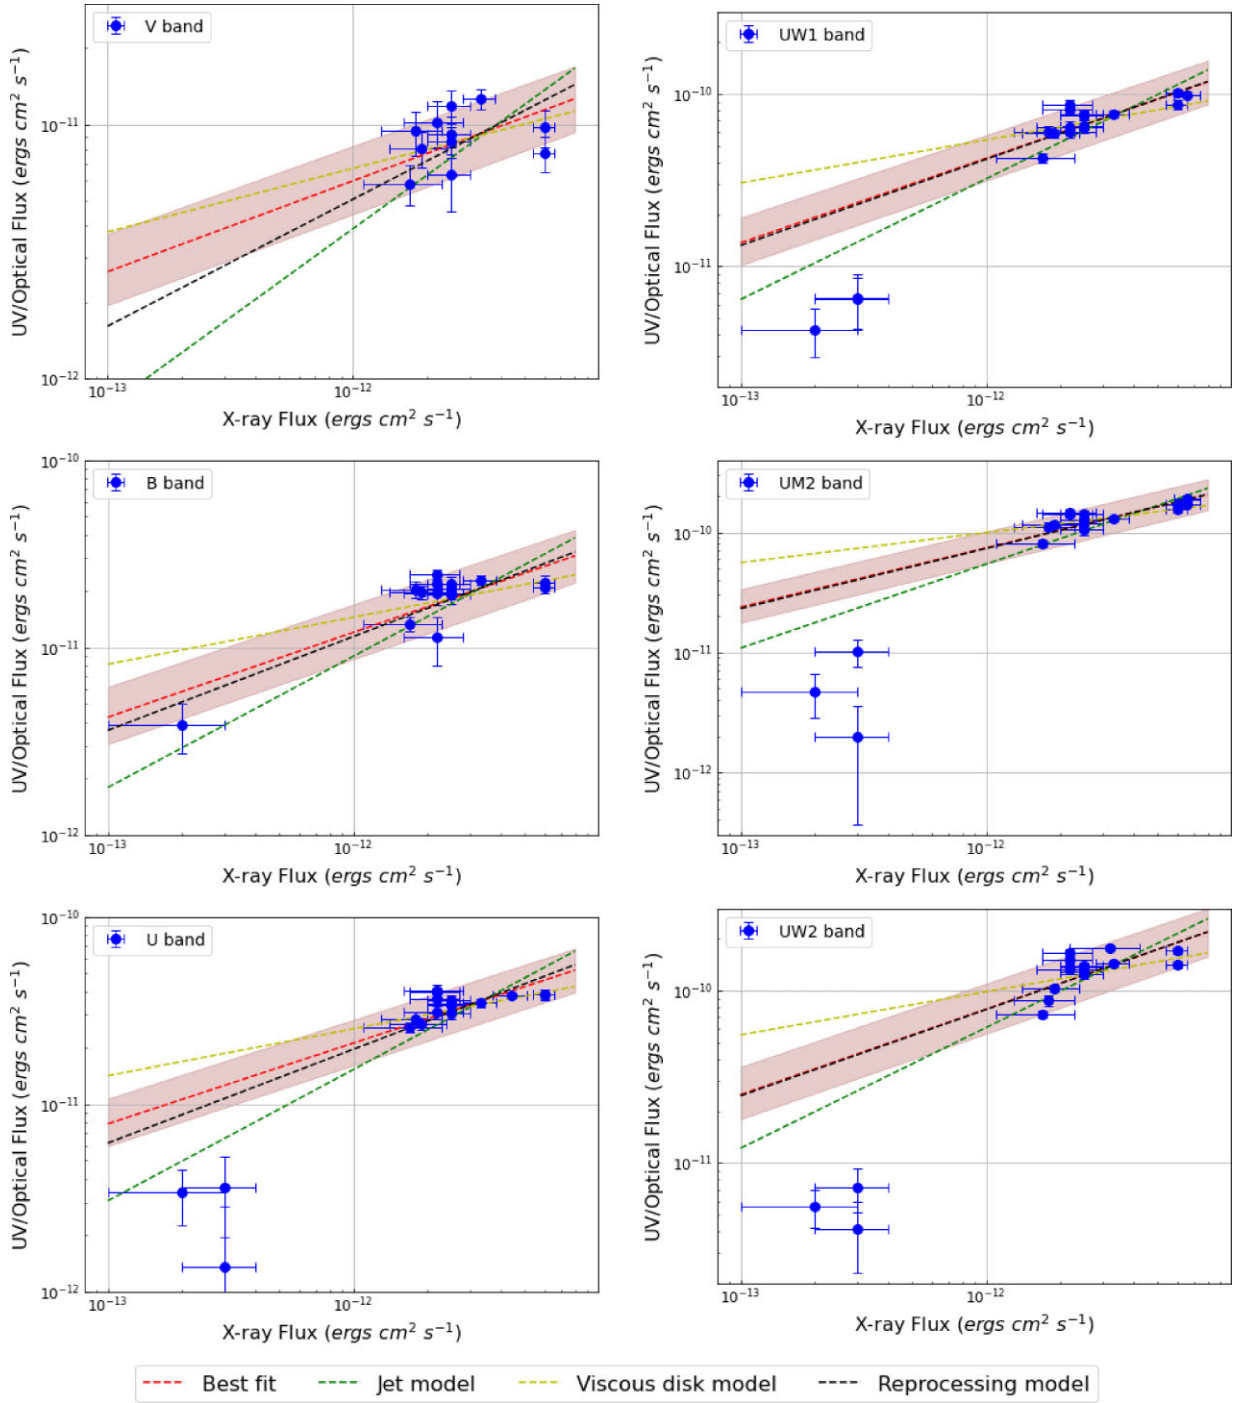 V band
UV/Optical Flux (ergs cm² s⁻¹)
10⁻¹¹
10⁻¹²
10⁻¹³
10⁻¹²
X-ray Flux (ergs cm² s⁻¹)
UW1 band
UV/Optical Flux (ergs cm² s⁻¹)
10⁻¹⁰
10⁻¹¹
10⁻¹³
10⁻¹²
X-ray Flux (ergs cm² s⁻¹)
B band
UV/Optical Flux (ergs cm² s⁻¹)
10⁻¹⁰
10⁻¹¹
10⁻¹²
10⁻¹³
10⁻¹²
X-ray Flux (ergs cm² s⁻¹)
UM2 band
UV/Optical Flux (ergs cm² s⁻¹)
10⁻¹⁰
10⁻¹¹
10⁻¹²
10⁻¹³
10⁻¹²
X-ray Flux (ergs cm² s⁻¹)
U band
UV/Optical Flux (ergs cm² s⁻¹)
10⁻¹⁰
10⁻¹¹
10⁻¹²
10⁻¹³
10⁻¹²
X-ray Flux (ergs cm² s⁻¹)
UW2 band
UV/Optical Flux (ergs cm² s⁻¹)
10⁻¹⁰
10⁻¹¹
10⁻¹³
10⁻¹²
X-ray Flux (ergs cm² s⁻¹)
Best fit Jet model Viscous disk model Reprocessing model